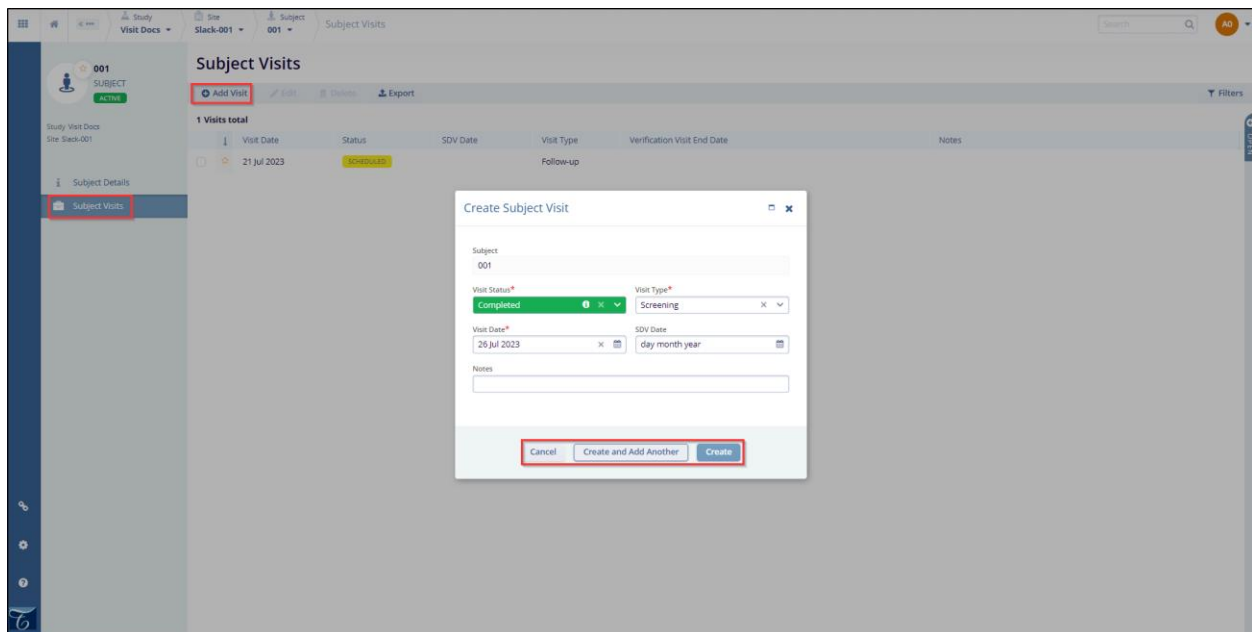 Study
Visit Docs
Site
Slack-001
Subject
001
Subject Visits
Search
AO
001
SUBJECT
ACTIVE
Study Visit Docs
Site Slack-001
Subject Details
Subject Visits
Subject Visits
Add Visit
Edit
Delete
Export
Filters
1 Visits total
Visit Date Status SDV Date Visit Type Verification Visit End Date Notes
21 Jul 2023 SCHEDULED Follow-up
OPEN
Create Subject Visit
Subject
001
Visit Status* Visit Type*
Completed Screening
Visit Date* SDV Date
26 Jul 2023 day month year
Notes
Cancel Create and Add Another Create